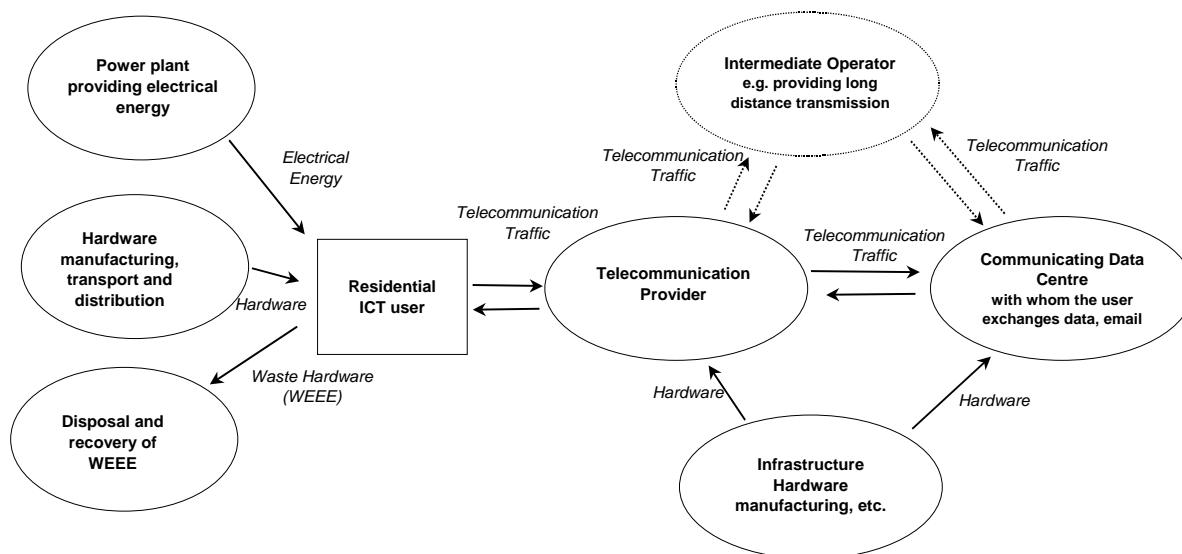 Power plant
providing electrical
energy
Intermediate Operator
e.g. providing long
distance transmission
Electrical
Energy
Telecommunication
Traffic
Telecommunication
Traffic
Hardware
manufacturing,
transport and
distribution
Hardware
Residential
ICT user
Telecommunication
Traffic
Telecommunication
Provider
Telecommunication
Traffic
Communicating Data
Centre
with whom the user
exchanges data, email
Waste Hardware
(WEEE)
Disposal and
recovery of
WEEE
Hardware
Hardware
Infrastructure
Hardware
manufacturing, etc.